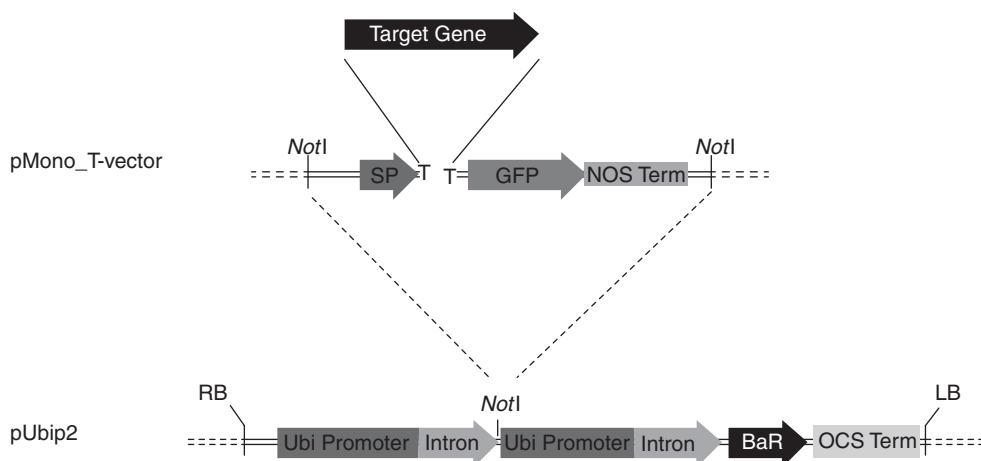 Target Gene
pMono_T-vector
NotI
NotI
SP
T
T
GFP
NOS Term
RB
NotI
LB
pUbip2
Ubi Promoter
Intron
Ubi Promoter
Intron
BaR
OCS Term